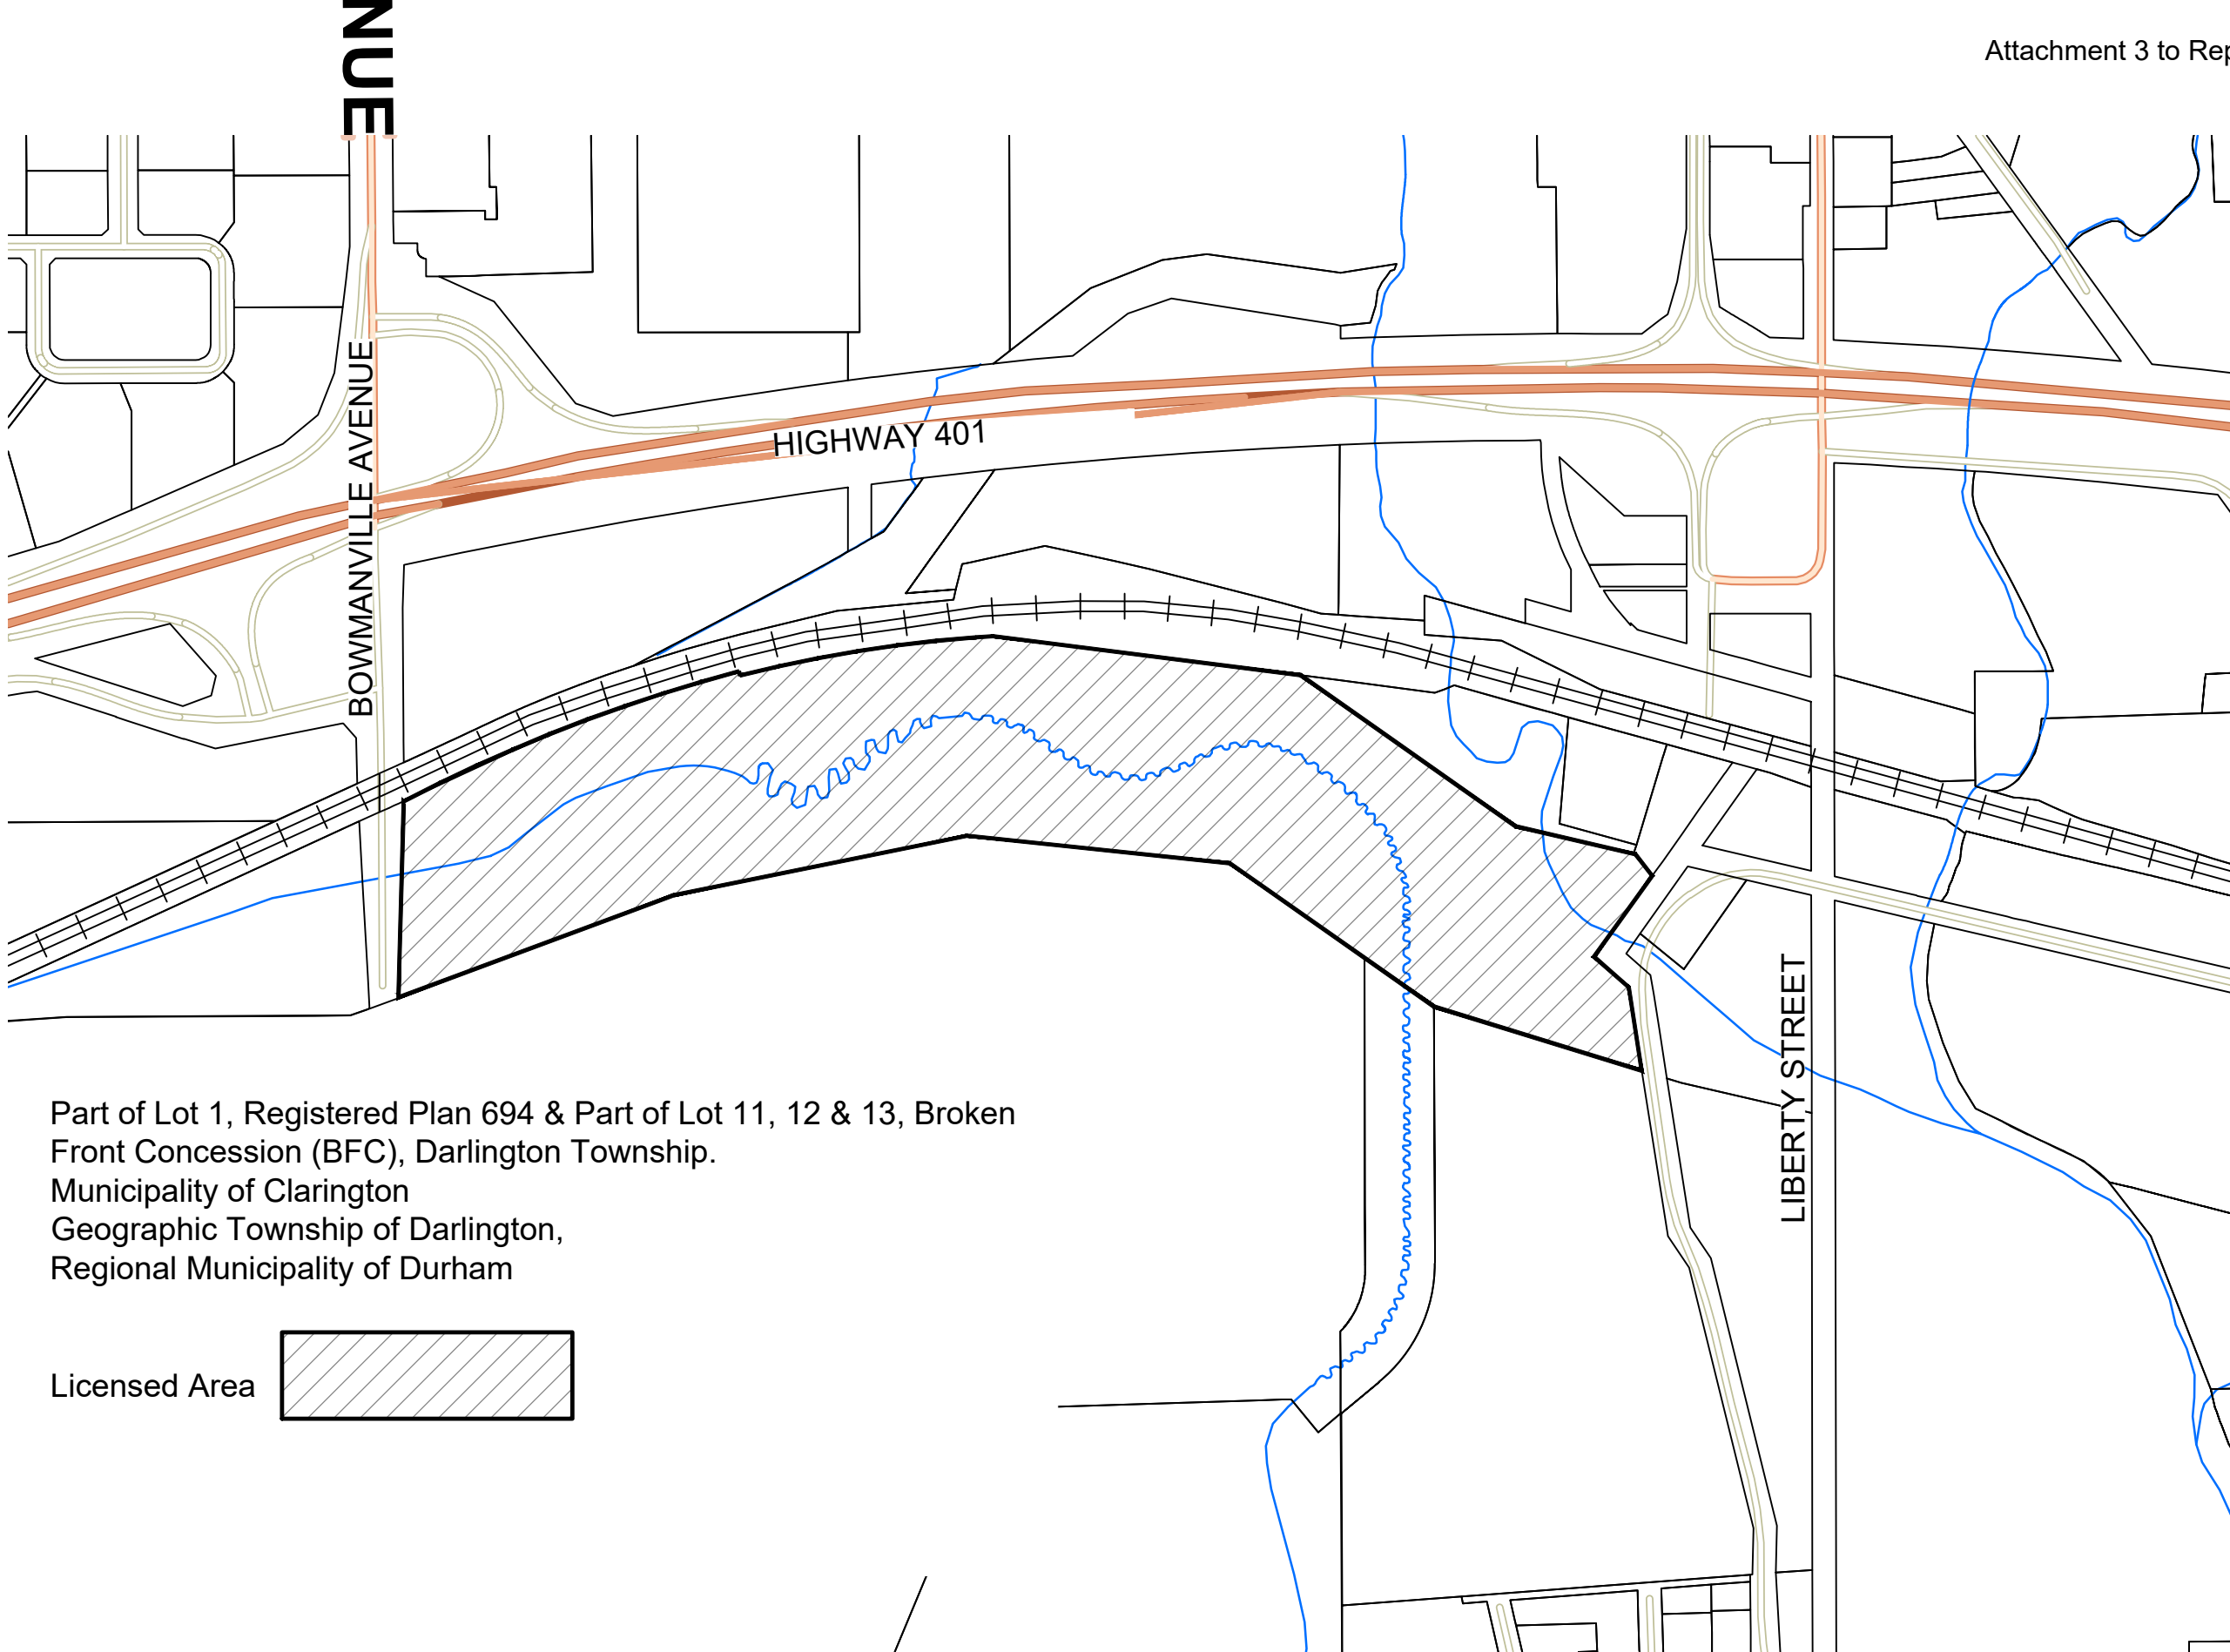 NUE
Attachment 3 to Rep
BOWMANVILLE AVENUE
HIGHWAY 401
LIBERTY STREET
Part of Lot 1, Registered Plan 694 & Part of Lot 11, 12 & 13, Broken
Front Concession (BFC), Darlington Township.
Municipality of Clarington
Geographic Township of Darlington,
Regional Municipality of Durham
Licensed Area